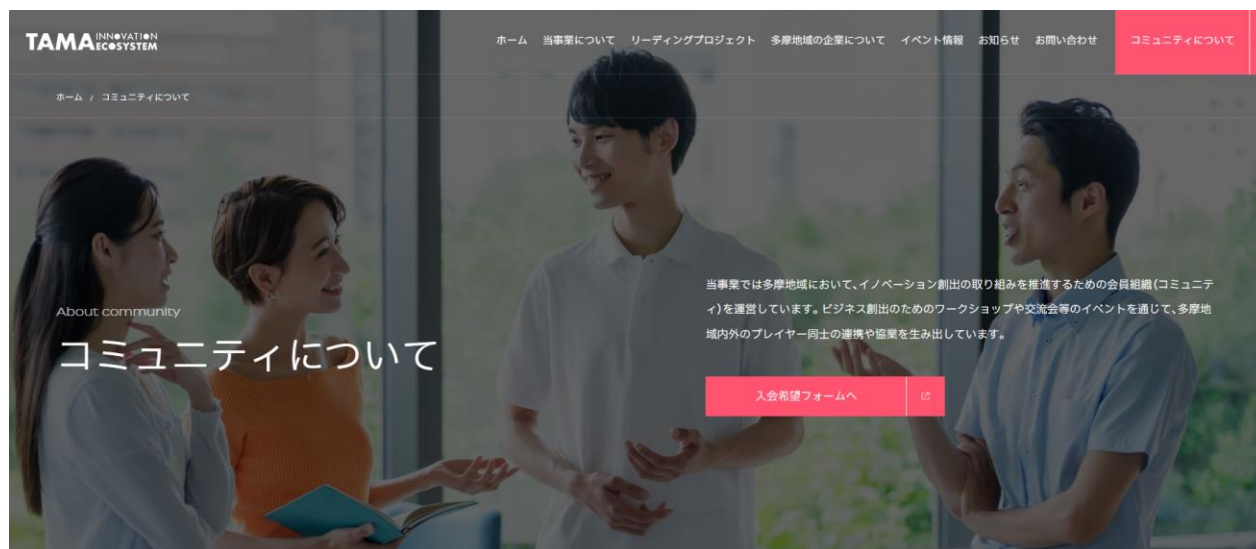 TAMA INNOVATION ECOSYSTEM
ホーム 当事業について リーディングプロジェクト 多摩地域の企業について イベント情報 お知らせ お問い合わせ コミュニティについて
ホーム / コミュニティについて
About community
コミュニティについて
当事業では多摩地域において、イノベーション創出の取り組みを推進するための会員組織(コミュニテ
ィ)を運営しています。ビジネス創出のためのワークショップや交流会等のイベントを通じて、多摩地
域内外のプレイヤー同士の連携や協業を生み出しています。
入会希望フォームへ